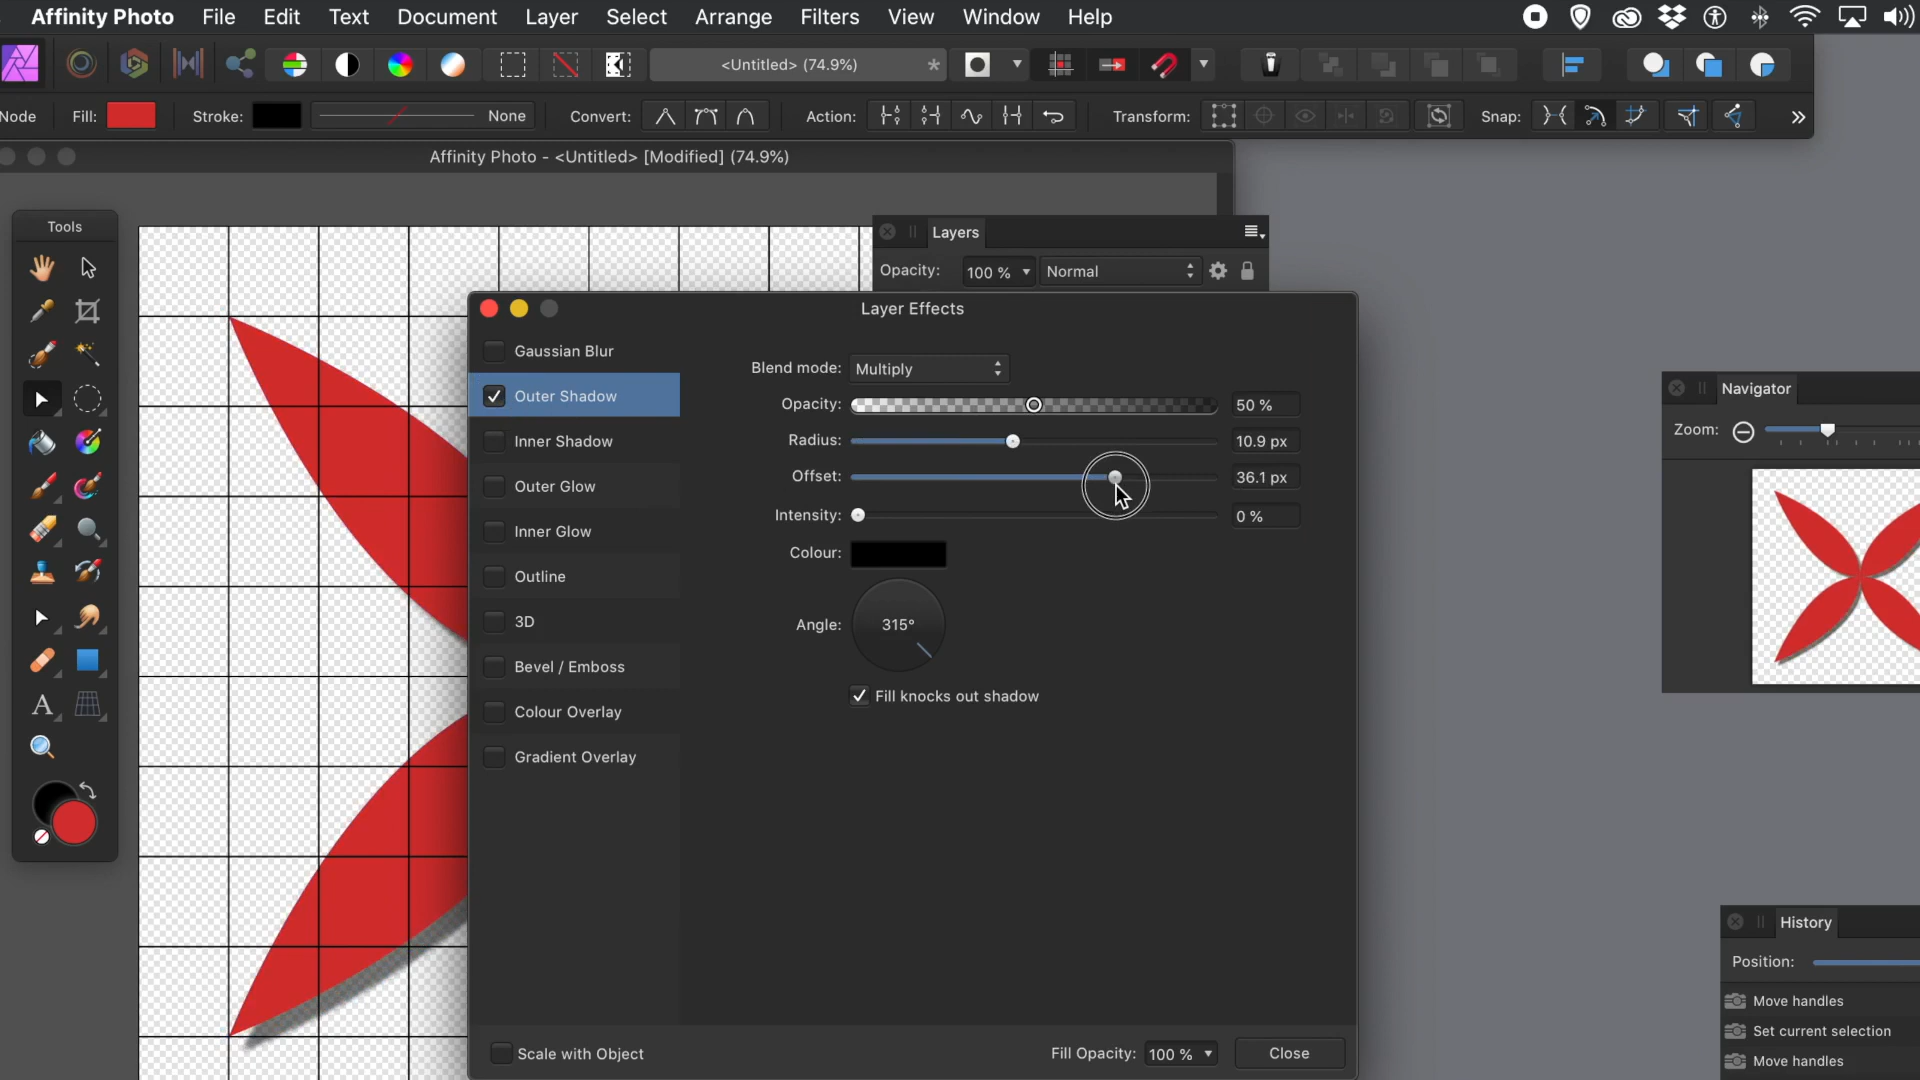 Affinity Photo File Edit Text Document Layer Select Arrange Filters View Window Help
<Untitled> (74.9%) *
Node Fill: Stroke: None Convert: Action: Transform: Snap: »
Affinity Photo - <Untitled> [Modified] (74.9%)
Tools
Layers
Opacity: 100 % Normal
Layer Effects
Gaussian Blur
Outer Shadow
Inner Shadow
Outer Glow
Inner Glow
Outline
3D
Bevel / Emboss
Colour Overlay
Gradient Overlay
Blend mode: Multiply
Opacity: 50 %
Radius: 10.9 px
Offset: 36.1 px
Intensity: 0 %
Colour:
Angle: 315°
Fill knocks out shadow
Scale with Object
Fill Opacity: 100 % Close
Navigator
Zoom:
History
Position:
Move handles
Set current selection
Move handles
A